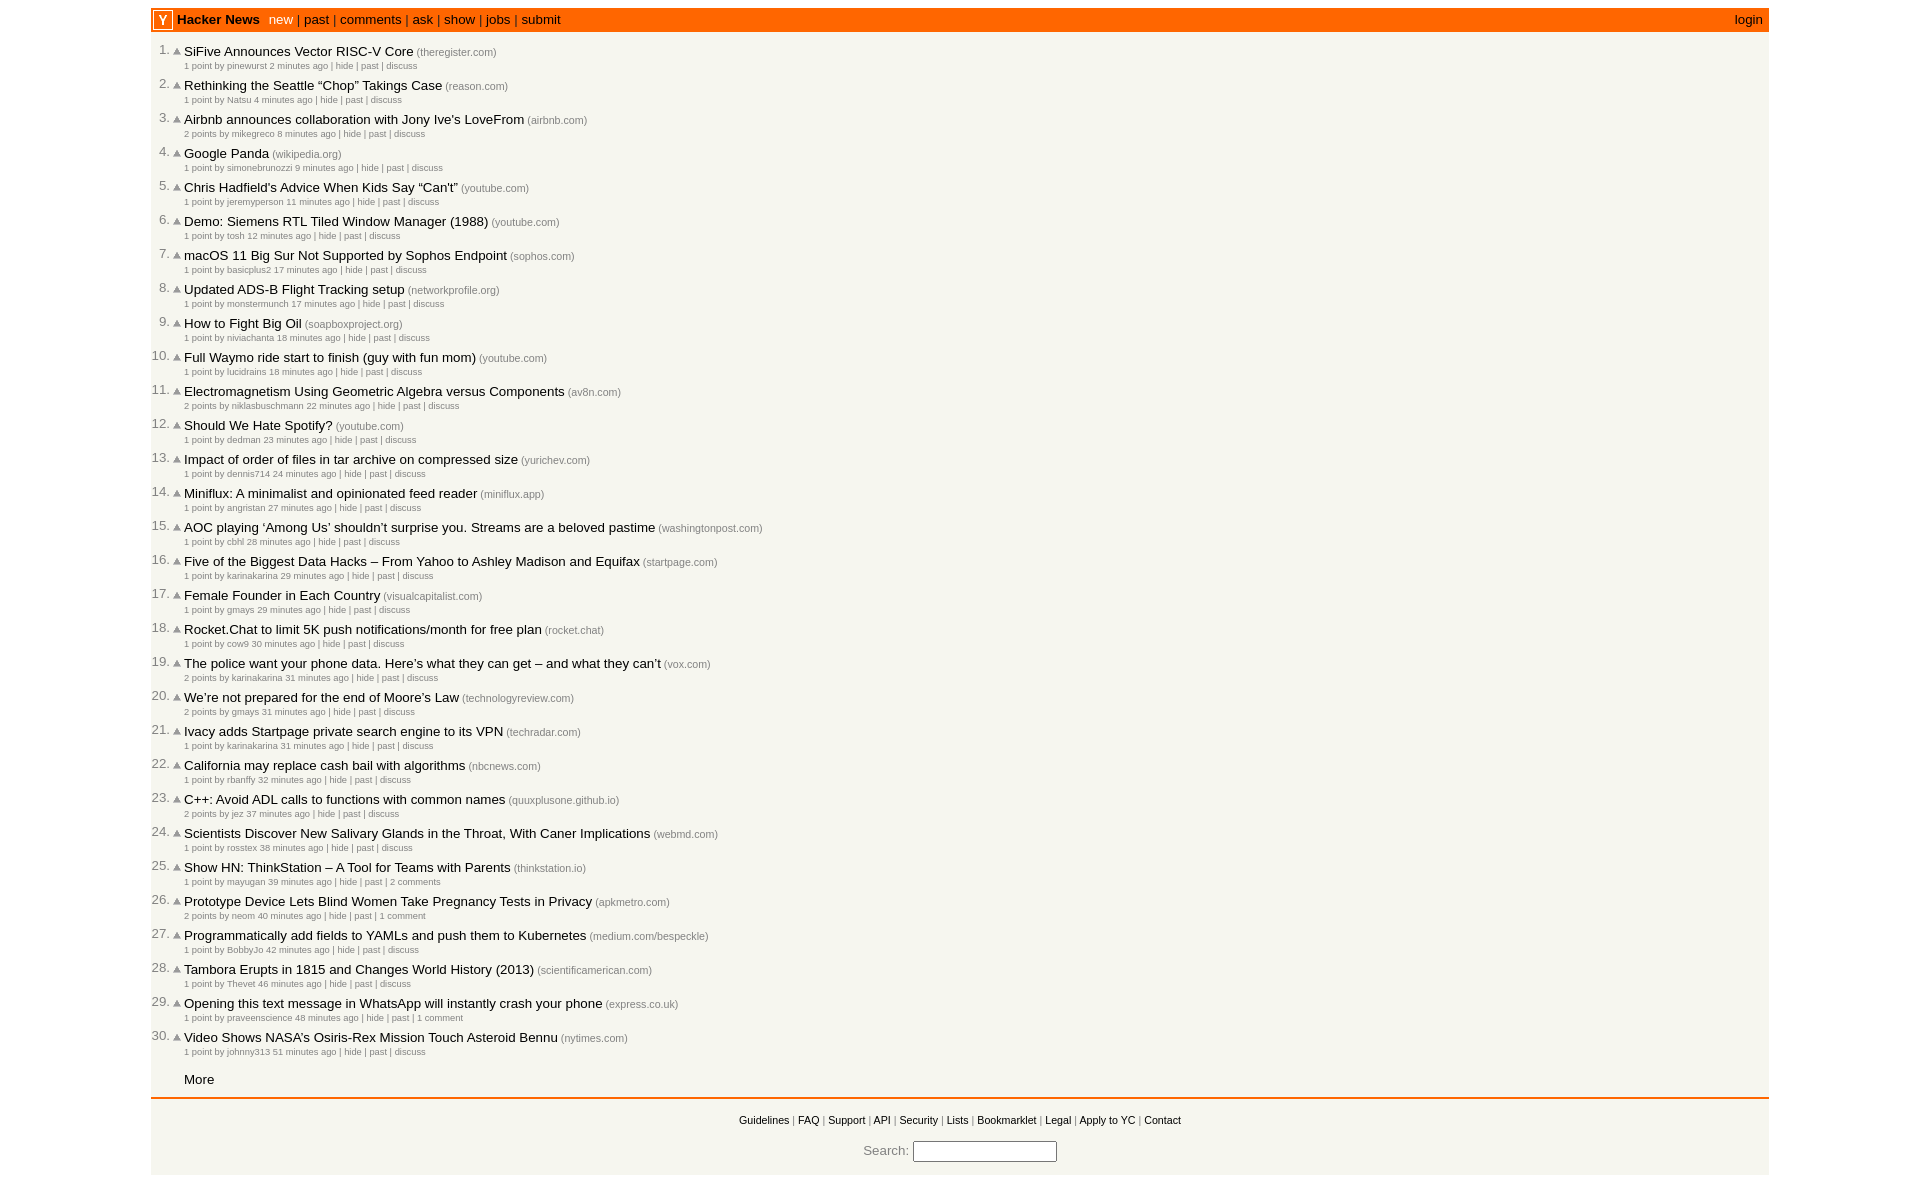 Y Hacker News new | past | comments | ask | show | jobs | submit login
1. SiFive Announces Vector RISC-V Core (theregister.com)
1 point by pinewurst 2 minutes ago | hide | past | discuss
2. Rethinking the Seattle “Chop” Takings Case (reason.com)
1 point by Natsu 4 minutes ago | hide | past | discuss
3. Airbnb announces collaboration with Jony Ive's LoveFrom (airbnb.com)
2 points by mikegreco 8 minutes ago | hide | past | discuss
4. Google Panda (wikipedia.org)
1 point by simonebrunozzi 9 minutes ago | hide | past | discuss
5. Chris Hadfield's Advice When Kids Say “Can't” (youtube.com)
1 point by jeremyperson 11 minutes ago | hide | past | discuss
6. Demo: Siemens RTL Tiled Window Manager (1988) (youtube.com)
1 point by tosh 12 minutes ago | hide | past | discuss
7. macOS 11 Big Sur Not Supported by Sophos Endpoint (sophos.com)
1 point by basicplus2 17 minutes ago | hide | past | discuss
8. Updated ADS-B Flight Tracking setup (networkprofile.org)
1 point by monstermunch 17 minutes ago | hide | past | discuss
9. How to Fight Big Oil (soapboxproject.org)
1 point by niviachanta 18 minutes ago | hide | past | discuss
10. Full Waymo ride start to finish (guy with fun mom) (youtube.com)
1 point by lucidrains 18 minutes ago | hide | past | discuss
11. Electromagnetism Using Geometric Algebra versus Components (av8n.com)
2 points by niklasbuschmann 22 minutes ago | hide | past | discuss
12. Should We Hate Spotify? (youtube.com)
1 point by dedman 23 minutes ago | hide | past | discuss
13. Impact of order of files in tar archive on compressed size (yurichev.com)
1 point by dennis714 24 minutes ago | hide | past | discuss
14. Miniflux: A minimalist and opinionated feed reader (miniflux.app)
1 point by angristan 27 minutes ago | hide | past | discuss
15. AOC playing ‘Among Us’ shouldn’t surprise you. Streams are a beloved pastime (washingtonpost.com)
1 point by cbhl 28 minutes ago | hide | past | discuss
16. Five of the Biggest Data Hacks – From Yahoo to Ashley Madison and Equifax (startpage.com)
1 point by karinakarina 29 minutes ago | hide | past | discuss
17. Female Founder in Each Country (visualcapitalist.com)
1 point by gmays 29 minutes ago | hide | past | discuss
18. Rocket.Chat to limit 5K push notifications/month for free plan (rocket.chat)
1 point by cow9 30 minutes ago | hide | past | discuss
19. The police want your phone data. Here’s what they can get – and what they can’t (vox.com)
2 points by karinakarina 31 minutes ago | hide | past | discuss
20. We’re not prepared for the end of Moore’s Law (technologyreview.com)
2 points by gmays 31 minutes ago | hide | past | discuss
21. Ivacy adds Startpage private search engine to its VPN (techradar.com)
1 point by karinakarina 31 minutes ago | hide | past | discuss
22. California may replace cash bail with algorithms (nbcnews.com)
1 point by rbanffy 32 minutes ago | hide | past | discuss
23. C++: Avoid ADL calls to functions with common names (quuxplusone.github.io)
2 points by jez 37 minutes ago | hide | past | discuss
24. Scientists Discover New Salivary Glands in the Throat, With Caner Implications (webmd.com)
1 point by rosstex 38 minutes ago | hide | past | discuss
25. Show HN: ThinkStation – A Tool for Teams with Parents (thinkstation.io)
1 point by mayugan 39 minutes ago | hide | past | 2 comments
26. Prototype Device Lets Blind Women Take Pregnancy Tests in Privacy (apkmetro.com)
2 points by neom 40 minutes ago | hide | past | 1 comment
27. Programmatically add fields to YAMLs and push them to Kubernetes (medium.com/bespeckle)
1 point by BobbyJo 42 minutes ago | hide | past | discuss
28. Tambora Erupts in 1815 and Changes World History (2013) (scientificamerican.com)
1 point by Thevet 46 minutes ago | hide | past | discuss
29. Opening this text message in WhatsApp will instantly crash your phone (express.co.uk)
1 point by praveenscience 48 minutes ago | hide | past | 1 comment
30. Video Shows NASA’s Osiris-Rex Mission Touch Asteroid Bennu (nytimes.com)
1 point by johnny313 51 minutes ago | hide | past | discuss
More
Guidelines | FAQ | Support | API | Security | Lists | Bookmarklet | Legal | Apply to YC | Contact
Search: